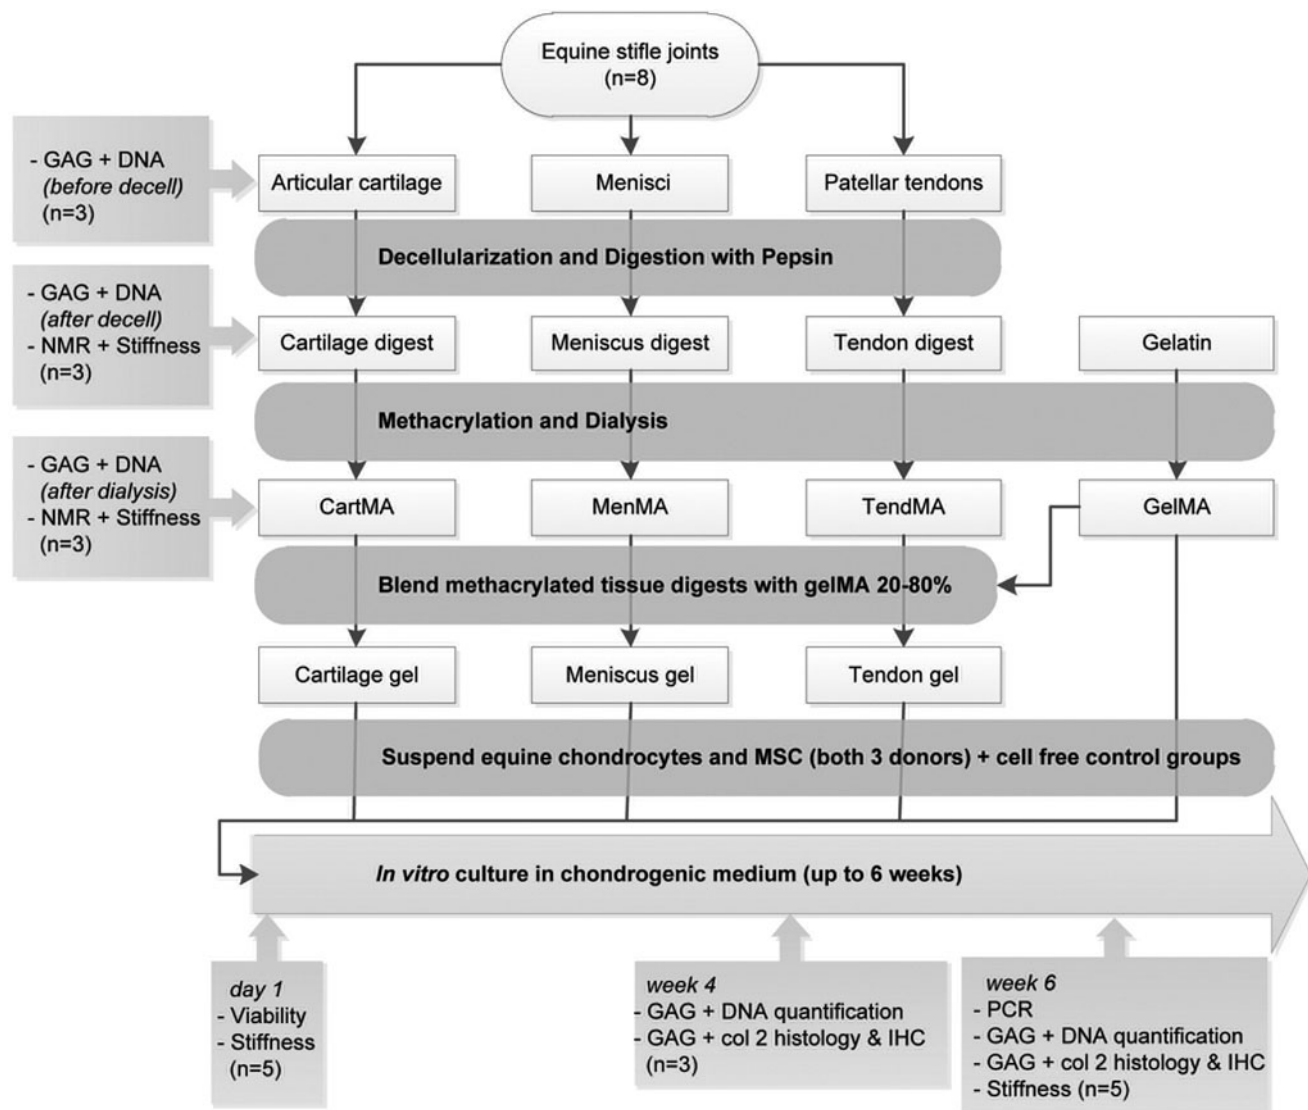 Equine stifle joints
(n=8)
- GAG + DNA
(before decell)
(n=3)
Articular cartilage
Menisci
Patellar tendons
Decellularization and Digestion with Pepsin
- GAG + DNA
(after decell)
- NMR + Stiffness
(n=3)
Cartilage digest
Meniscus digest
Tendon digest
Gelatin
Methacrylation and Dialysis
- GAG + DNA
(after dialysis)
- NMR + Stiffness
(n=3)
CartMA
MenMA
TendMA
GelMA
Blend methacrylated tissue digests with gelMA 20-80%
Cartilage gel
Meniscus gel
Tendon gel
Suspend equine chondrocytes and MSC (both 3 donors) + cell free control groups
In vitro culture in chondrogenic medium (up to 6 weeks)
day 1
- Viability
- Stiffness
(n=5)
week 4
- GAG + DNA quantification
- GAG + col 2 histology & IHC
(n=3)
week 6
- PCR
- GAG + DNA quantification
- GAG + col 2 histology & IHC
- Stiffness (n=5)